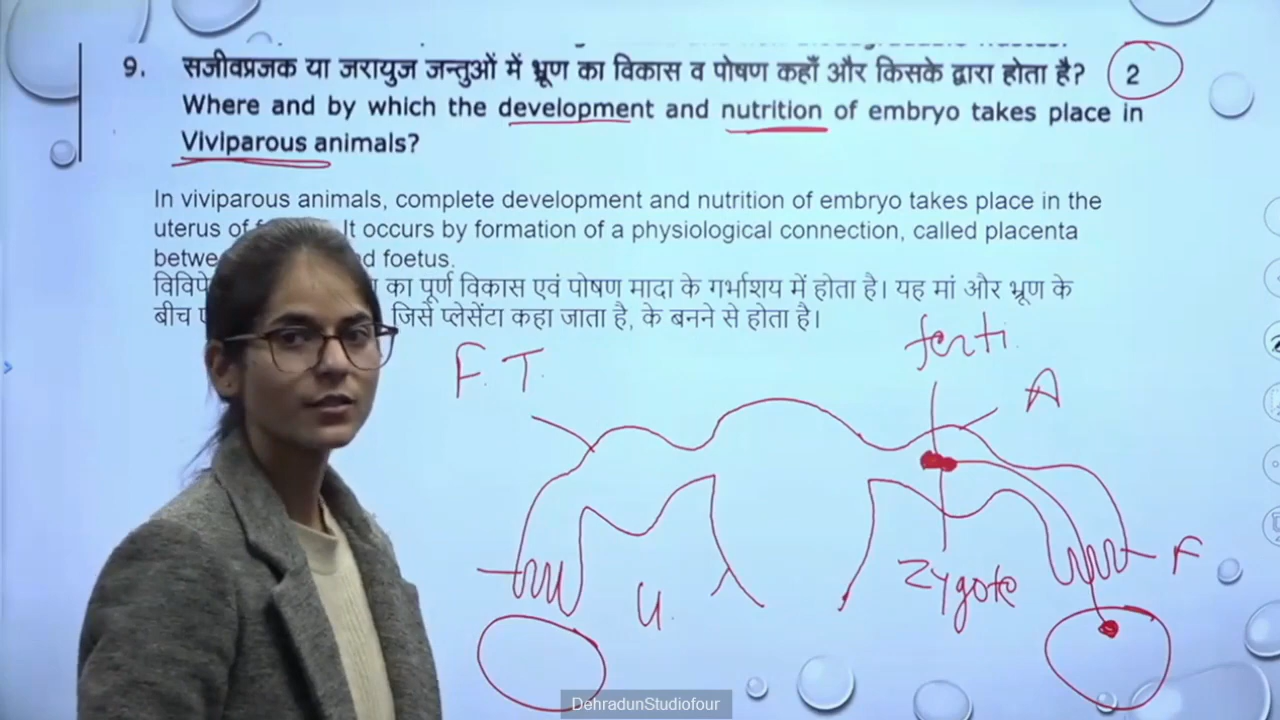 9. सजीवप्रजक या जरायुज जन्तुओं में भ्रूण का विकास व पोषण कहाँ और किसके द्वारा होता है? 2
Where and by which the development and nutrition of embryo takes place in
Viviparous animals?
In viviparous animals, complete development and nutrition of embryo takes place in the
uterus of It occurs by formation of a physiological connection, called placenta
foetus.
का पूर्ण विकास एवं पोषण मादा के गर्भाशय में होता है। यह मां और भ्रूण के
बीच जिसे प्लेसेंटा कहा जाता है, के बनने से होता है।
ferti.
F. T.
A
F
Zygote
U.
DehradunStudiofour